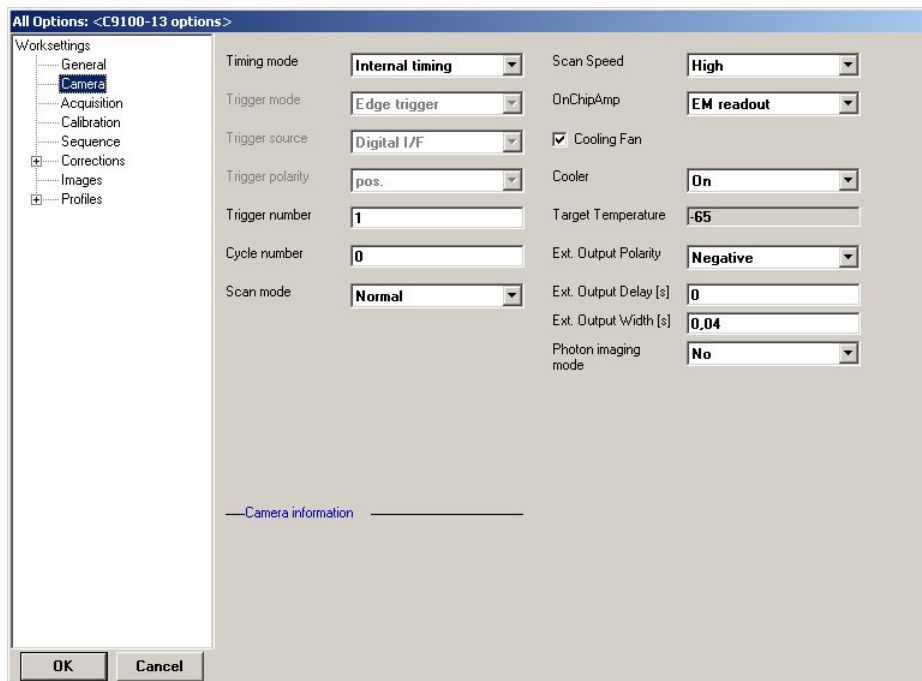 All Options: <C9100-13 options>
Worksettings
General
Camera
Acquisition
Calibration
Sequence
Corrections
Images
Profiles
Timing mode Internal timing
Trigger mode Edge trigger
Trigger source Digital I/F
Trigger polarity pos.
Trigger number 1
Cycle number 0
Scan mode Normal
Scan Speed High
OnChipAmp EM readout
Cooling Fan
Cooler On
Target Temperature -65
Ext. Output Polarity Negative
Ext. Output Delay [s] 0
Ext. Output Width [s] 0,04
Photon imaging
mode No
Camera information
OK Cancel